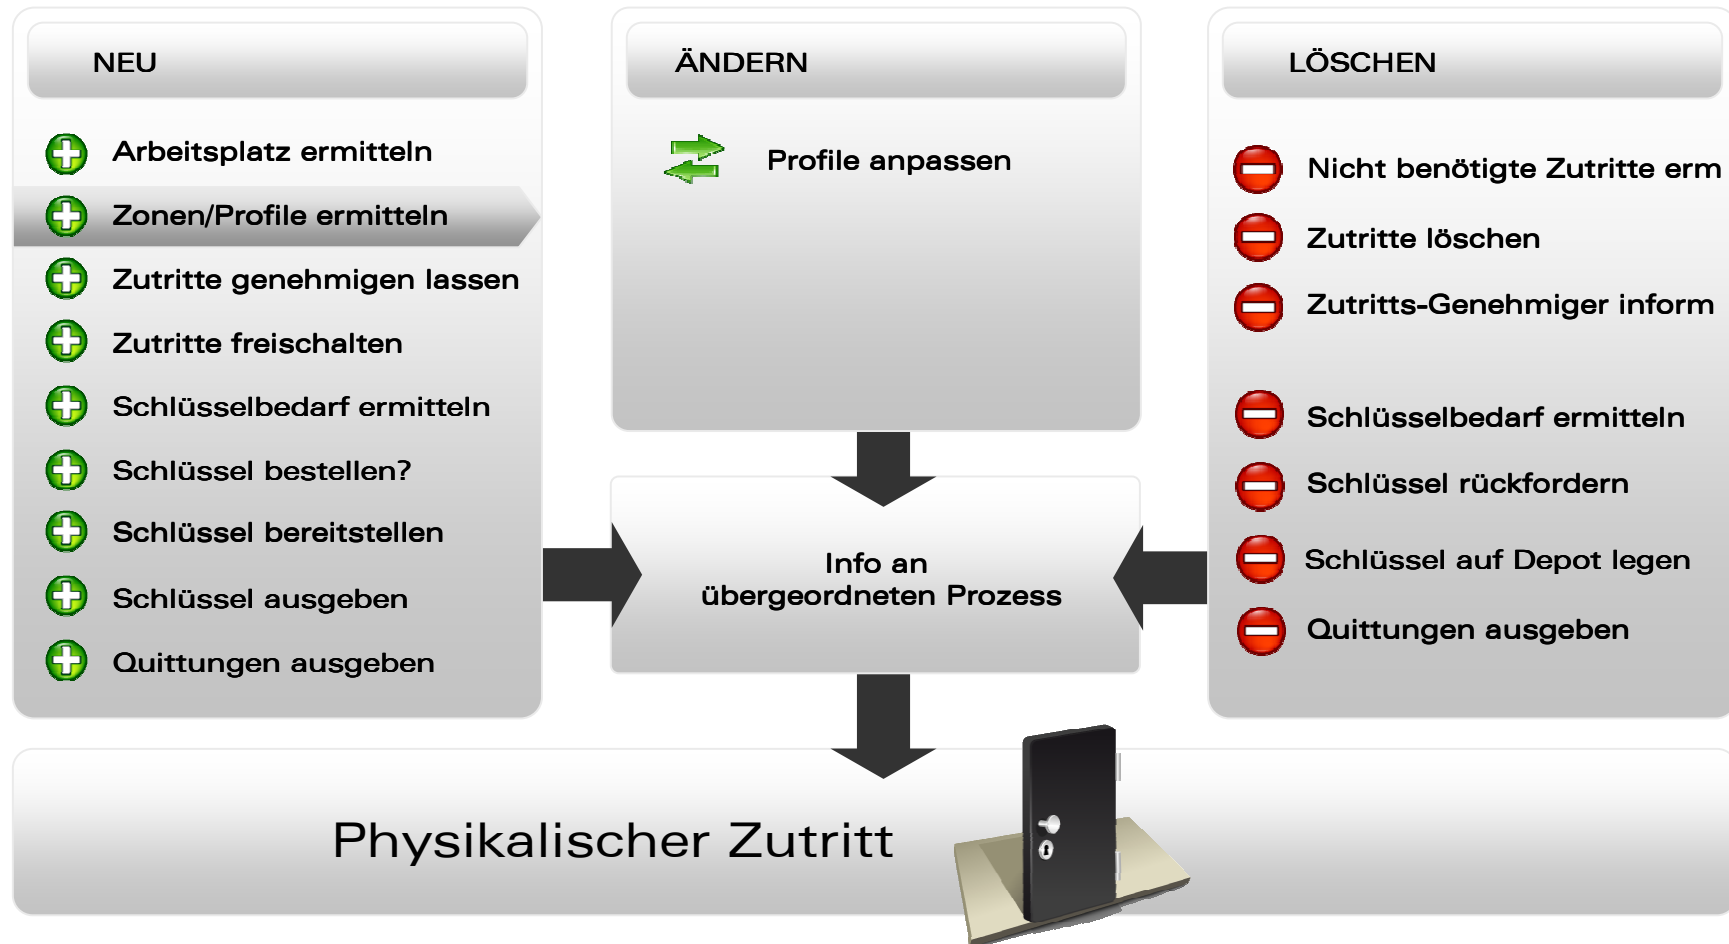 NEU
Arbeitsplatz ermitteln
Zonen/Profile ermitteln
Zutritte genehmigen lassen
Zutritte freischalten
Schlüsselbedarf ermitteln
Schlüssel bestellen?
Schlüssel bereitstellen
Schlüssel ausgeben
Quittungen ausgeben
ÄNDERN
Profile anpassen
LÖSCHEN
Nicht benötigte Zutritte erm
Zutritte löschen
Zutritts-Genehmiger inform
Schlüsselbedarf ermitteln
Schlüssel rückfordern
Schlüssel auf Depot legen
Quittungen ausgeben
Info an
übergeordneten Prozess
Physikalischer Zutritt